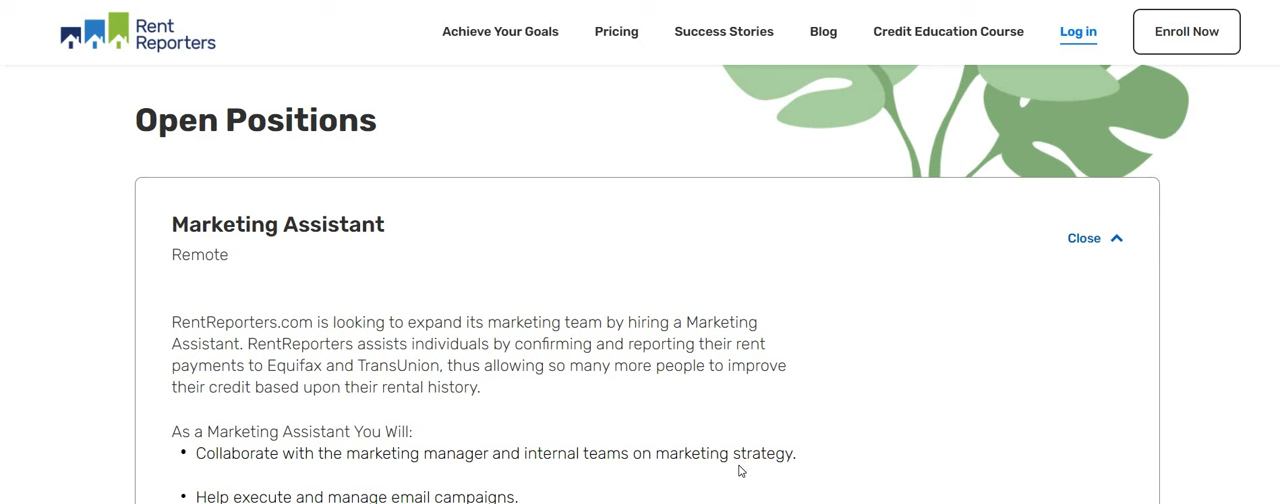 Rent
Reporters
Achieve Your Goals
Pricing
Success Stories
Blog
Credit Education Course
Log in
Enroll Now
Open Positions
Marketing Assistant
Remote
Close
RentReporters.com is looking to expand its marketing team by hiring a Marketing
Assistant. RentReporters assists individuals by confirming and reporting their rent
payments to Equifax and TransUnion, thus allowing so many more people to improve
their credit based upon their rental history.
As a Marketing Assistant You Will:
• Collaborate with the marketing manager and internal teams on marketing strategy.
• Help execute and manage email campaigns.